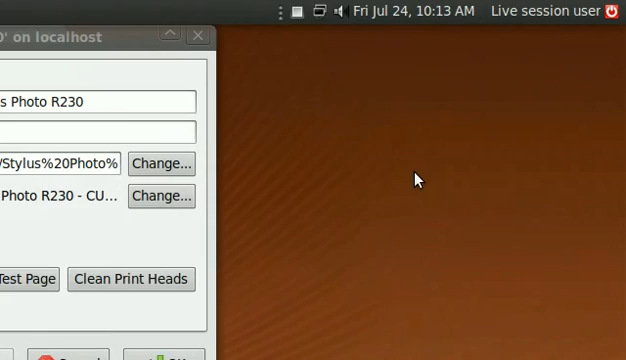 Fri Jul 24, 10:13 AM Live session user
' on localhost
s Photo R230
/Stylus%20Photo% Change...
Photo R230 - CU... Change...
Test Page Clean Print Heads